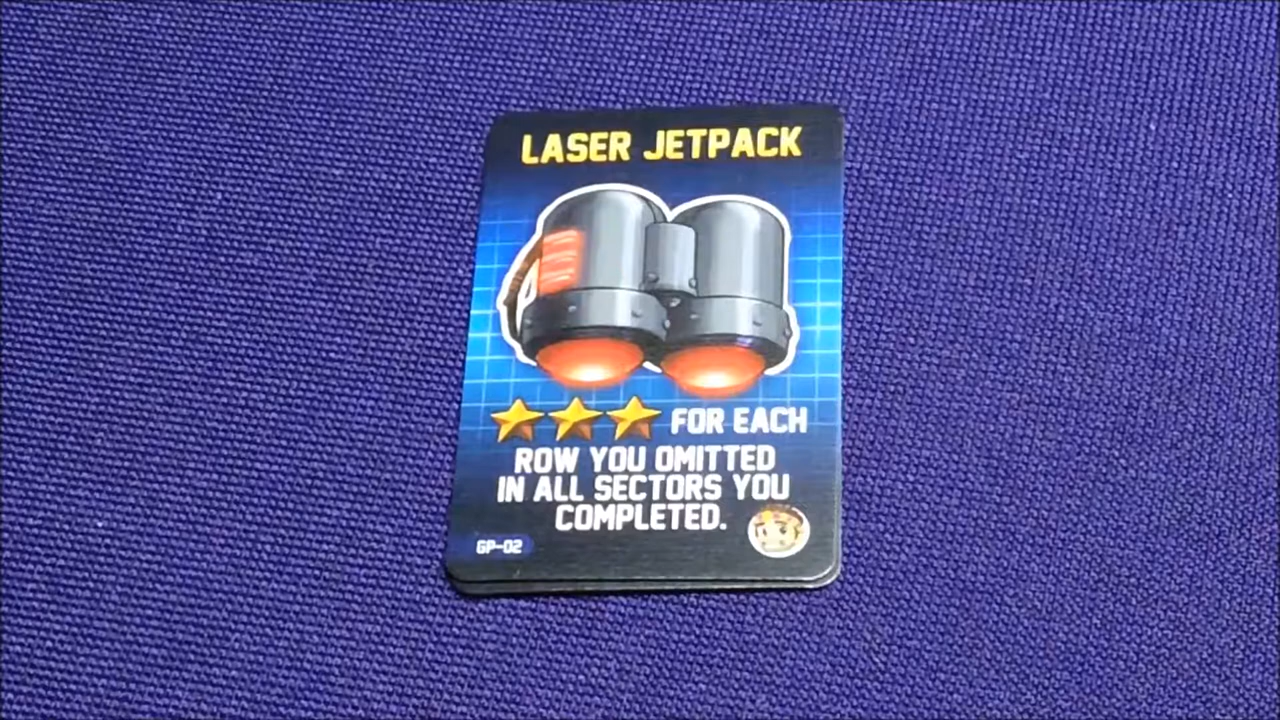 LASER JETPACK
FOR EACH
ROW YOU OMITTED
IN ALL SECTORS YOU
COMPLETED.
GP-02